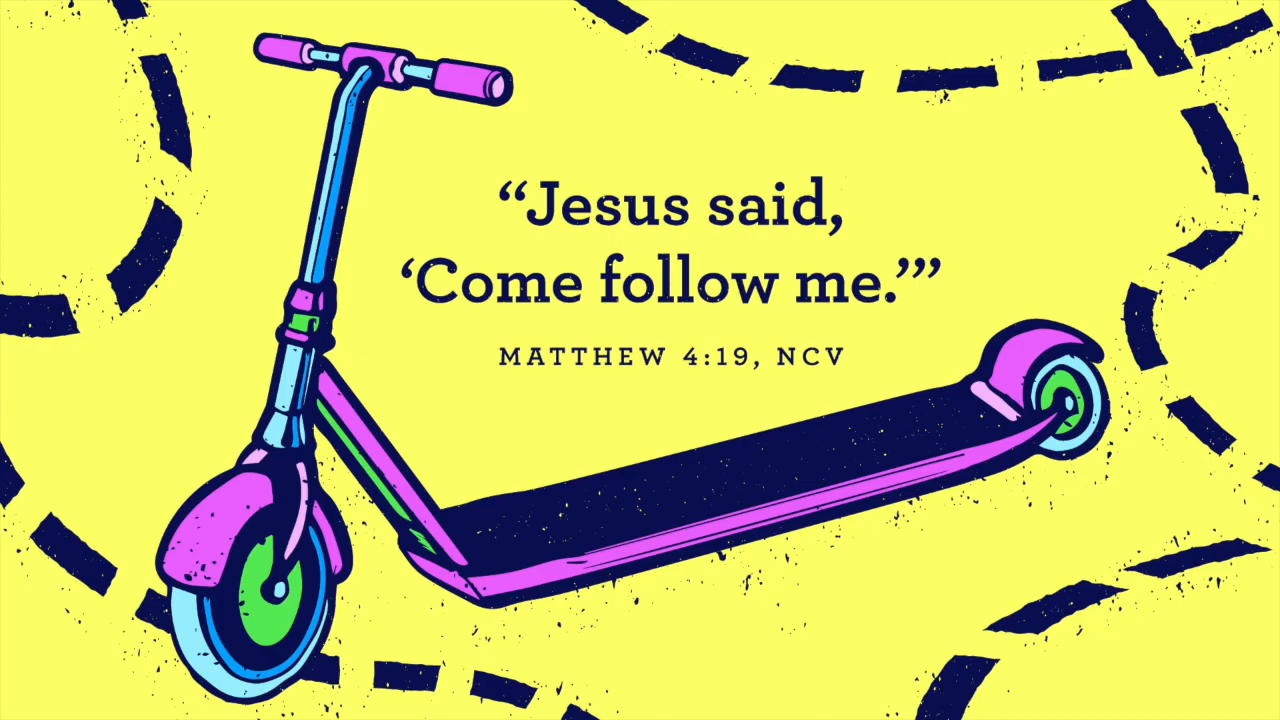 “Jesus said,
‘Come follow me.’”
MATTHEW 4:19, NCV